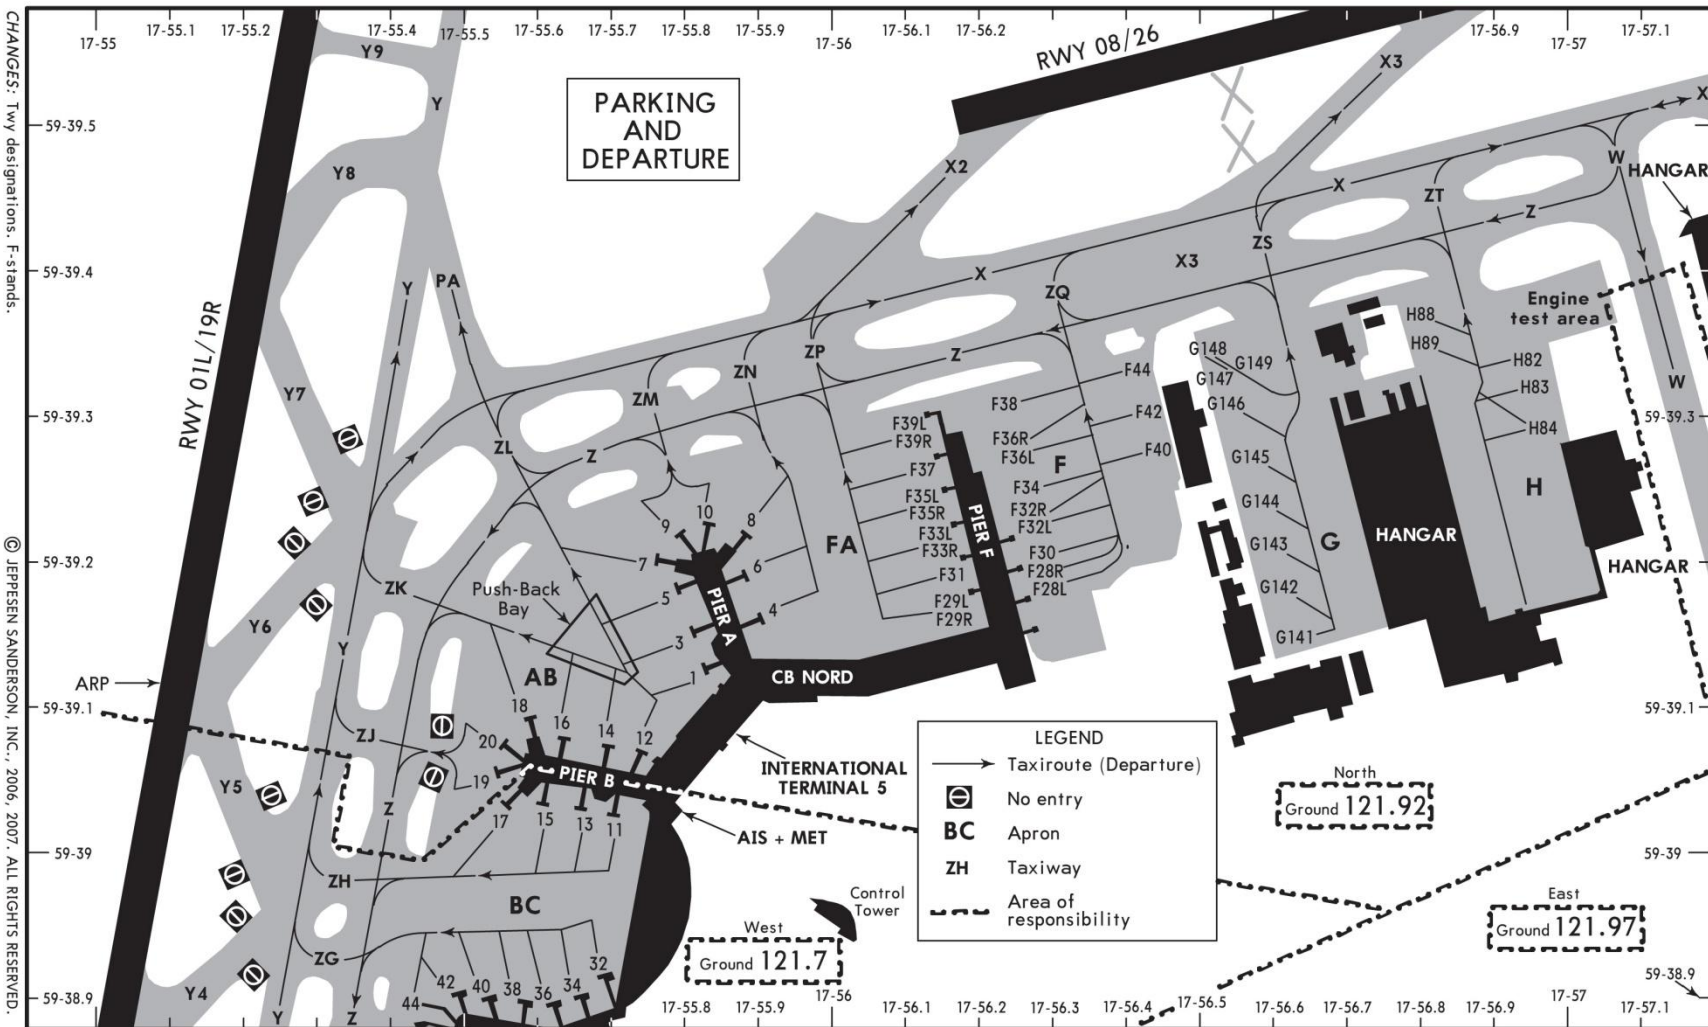 CHANGES: Twy designations. F-stands.
© JEPPESEN SANDERSON, INC., 2006, 2007. ALL RIGHTS RESERVED.
17-55
17-55.1
17-55.2
17-55.4
17-55.5
17-55.6
17-55.7
17-55.8
17-55.9
17-56
17-56.1
17-56.2
17-56.9
17-57
17-57.1
RWY 08/26
PARKING
AND
DEPARTURE
Y9
Y
X3
X
59-39.5
Y8
X2
X
ZT
W
HANGAR
Z
ZS
59-39.4
Y
PA
X
X3
ZQ
Engine
test area
RWY 01L/19R
H88
H89
G148
G149
G147
G146
H82
H83
H84
ZP
Z
ZN
ZM
F44
W
Y7
F38
F42
59-39.3
59-39.3
F39L
F39R
F36R
F36L
F40
ZL
Z
F
F37
F34
G145
F35L
F35R
F32R
F32L
G144
H
10
9
8
F33L
F33R
PIER F
F30
F28R
F28L
FA
G
HANGAR
G143
59-39.2
7
6
HANGAR
ZK
Push-Back
Bay
5
4
PIER A
F31
F29L
F29R
G142
Y6
3
G141
Y
AB
1
CB NORD
ARP
59-39.1
59-39.1
18
16
14
12
ZJ
20
19
PIER B
INTERNATIONAL
TERMINAL 5
Y5
Z
17
15
13
11
AIS + MET
LEGEND
Taxiroute (Departure)
No entry
BC
Apron
ZH
Taxiway
Area of
responsibility
North
Ground 121.92
59-39
59-39
ZH
BC
Control
Tower
West
Ground 121.7
East
Ground 121.97
ZG
42
40
38
36
34
32
44
Y4
Y
Z
59-38.9
59-38.9
17-55.8
17-55.9
17-56
17-56.1
17-56.2
17-56.3
17-56.4
17-56.5
17-56.6
17-56.7
17-56.8
17-57
17-57.1